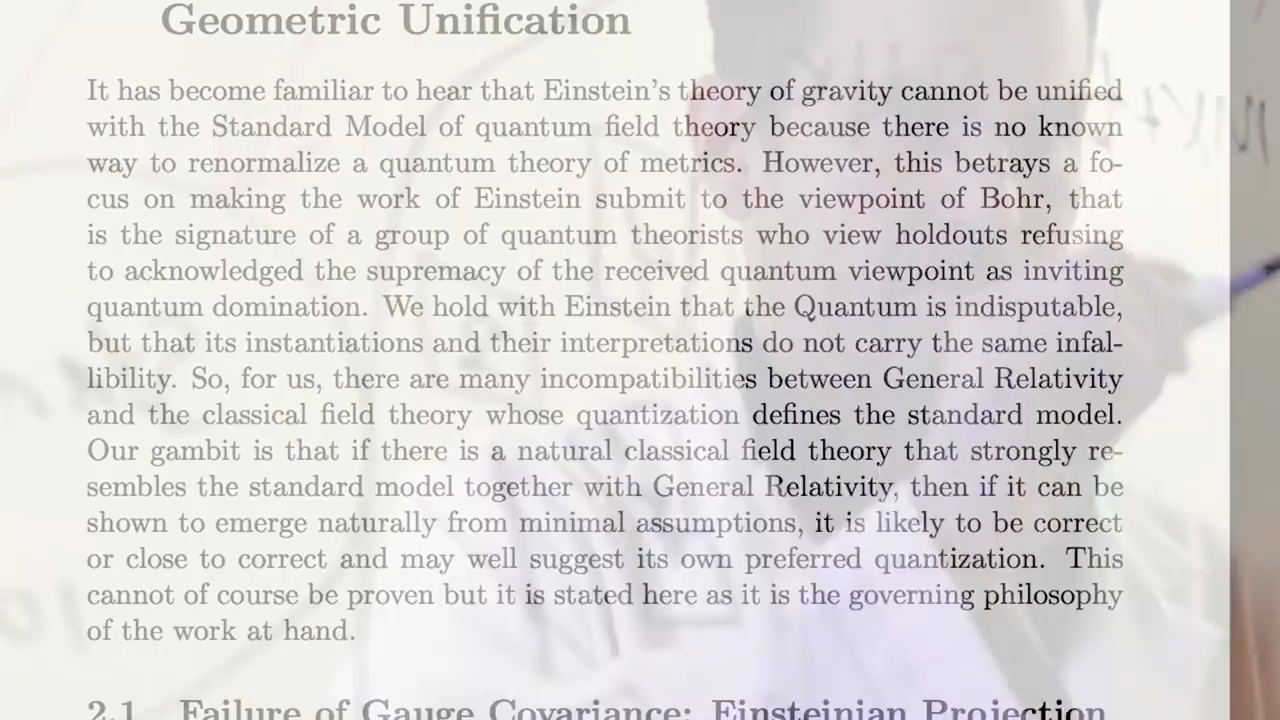 Geometric Unification
It has become familiar to hear that Einstein's theory of gravity cannot be unified
with the Standard Model of quantum field theory because there is no known
way to renormalize a quantum theory of metrics. However, this betrays a fo-
cus on making the work of Einstein submit to the viewpoint of Bohr, that
is the signature of a group of quantum theorists who view holdouts refusing
to acknowledged the supremacy of the received quantum viewpoint as inviting
quantum domination. We hold with Einstein that the Quantum is indisputable,
but that its instantiations and their interpretations do not carry the same infal-
libility. So, for us, there are many incompatibilities between General Relativity
and the classical field theory whose quantization defines the standard model.
Our gambit is that if there is a natural classical field theory that strongly re-
sembles the standard model together with General Relativity, then if it can be
shown to emerge naturally from minimal assumptions, it is likely to be correct
or close to correct and may well suggest its own preferred quantization. This
cannot of course be proven but it is stated here as it is the governing philosophy
of the work at hand.
2.1 Failure of Gauge Covariance: Einsteinian Projection